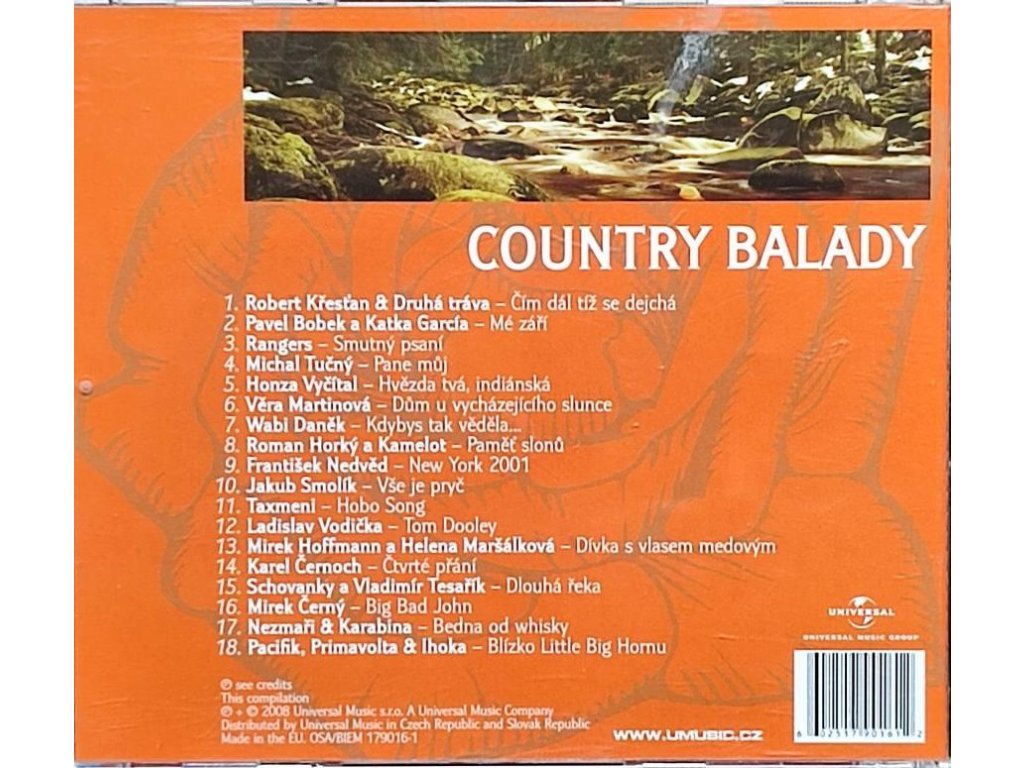 COUNTRY BALADY
1. Robert Křesťan & Druhá tráva – Čím dál tíž se dejchá
2. Pavel Bobek a Katka García – Mé září
3. Rangers – Smutný psaní
4. Michal Tučný – Pane můj
5. Honza Vyčítal – Hvězda tvá, indiánská
6. Věra Martinová – Dům u vycházejícího slunce
7. Wabi Daněk – Kdybys tak věděla...
8. Roman Horký a Kamelot – Paměť slonů
9. František Nedvěd – New York 2001
10. Jakub Smolík – Vše je pryč
11. Taxmeni – Hobo Song
12. Ladislav Vodička – Tom Dooley
13. Mirek Hoffmann a Helena Maršálková – Dívka s vlasem medovým
14. Karel Černoch – Čtvrté přání
15. Schovanky a Vladimír Tesařík – Dlouhá řeka
16. Mirek Černý – Big Bad John
17. Nezmaři & Karabina – Bedna od whisky
18. Pacifik, Primavolta & Ihoka – Blízko Little Big Hornu
UNIVERSAL
UNIVERSAL MUSIC GROUP
℗ see credits
This compilation
℗ + © 2008 Universal Music s.r.o. A Universal Music Company
Distributed by Universal Music in Czech Republic and Slovak Republic
Made in the EU. OSA/BIEM 179016-1
WWW.UMUSIC.CZ
6 02517 90161 2